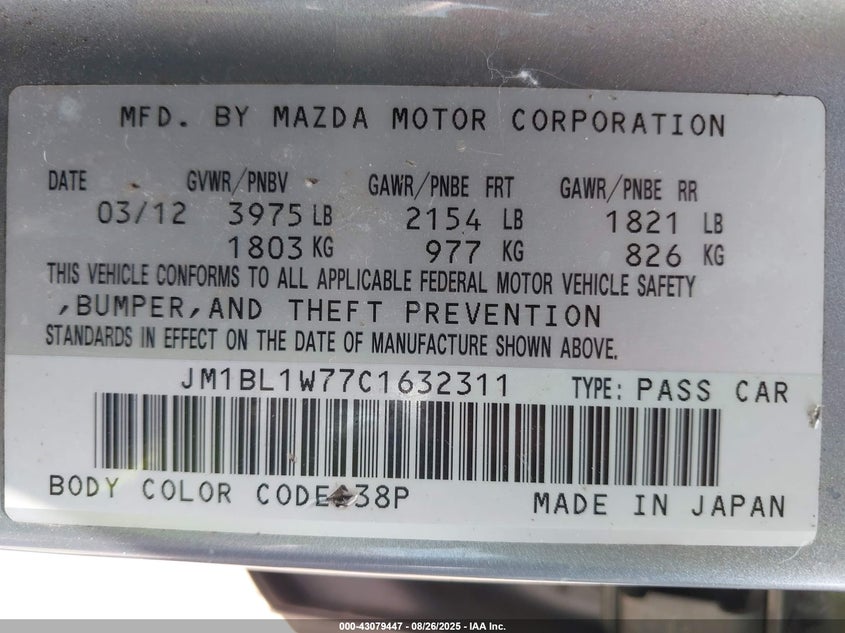 MFD. BY MAZDA MOTOR CORPORATION
DATE GVWR/PNBV GAWR/PNBE FRT GAWR/PNBE RR
03/12 3975 LB 2154 LB 1821 LB
1803 KG 977 KG 826 KG
THIS VEHICLE CONFORMS TO ALL APPLICABLE FEDERAL MOTOR VEHICLE SAFETY
,BUMPER,AND THEFT PREVENTION
STANDARDS IN EFFECT ON THE DATE OF MANUFACTURE SHOWN ABOVE.
JM1BL1W77C1632311 TYPE: PASS CAR
BODY COLOR CODE:38P MADE IN JAPAN
000-43079447 - 08/26/2025 - IAA Inc.